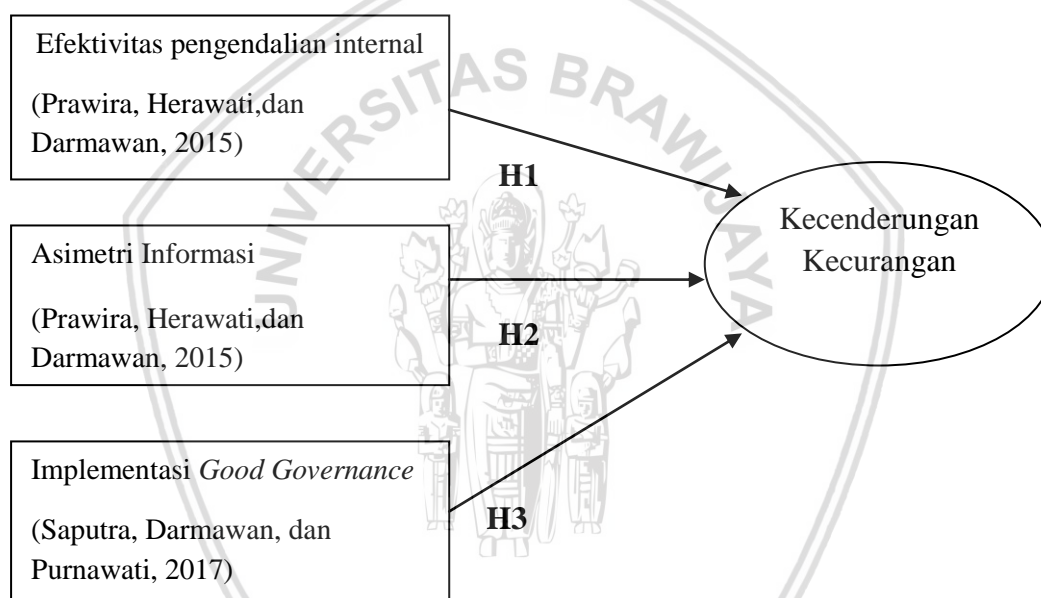 Efektivitas pengendalian internal
(Prawira, Herawati,dan
Darmawan, 2015)
H1
Asimetri Informasi
(Prawira, Herawati,dan
Darmawan, 2015)
H2
Implementasi Good Governance
(Saputra, Darmawan, dan
Purnawati, 2017)
H3
Kecenderungan
Kecurangan
UNIVERSITAS BRAWIJAYA